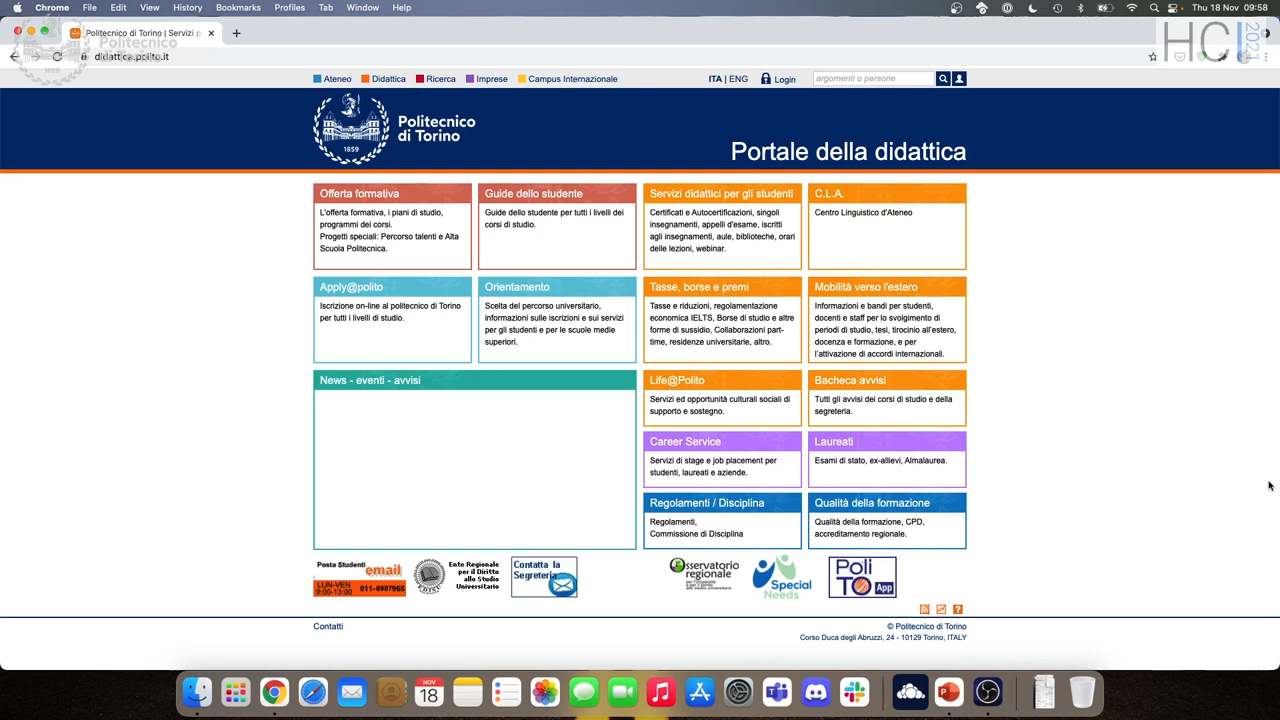 Chrome File Edit View History Bookmarks Profiles Tab Window Help
Thu 18 Nov 09:58
Politecnico di Torino | Servizi p
Politecnico
di Torino
HCI 2021
didattica.polito.it
Ateneo Didattica Ricerca Imprese Campus Internazionale
ITA | ENG Login argomenti o persone
1859
Politecnico
di Torino
Portale della didattica
Offerta formativa
L'offerta formativa, i piani di studio,
programmi dei corsi.
Progetti speciali: Percorso talenti e Alta
Scuola Politecnica.
Guide dello studente
Guide dello studente per tutti i livelli dei
corsi di studio.
Servizi didattici per gli studenti
Certificati e Autocertificazioni, singoli
insegnamenti, appelli d'esame, iscritti
agli insegnamenti, aule, biblioteche, orari
delle lezioni, webinar.
C.L.A.
Centro Linguistico d'Ateneo
Apply@polito
Iscrizione on-line al politecnico di Torino
per tutti i livelli di studio.
Orientamento
Scelta del percorso universitario,
informazioni sulle iscrizioni e sui servizi
per gli studenti e per le scuole medie
superiori.
Tasse, borse e premi
Tasse e riduzioni, regolamentazione
economica IELTS, Borse di studio e altre
forme di sussidio, Collaborazioni part-
time, residenze universitarie, altro.
Mobilità verso l'estero
Informazioni e bandi per studenti,
docenti e staff per lo svolgimento di
periodi di studio, tesi, tirocinio all'estero,
docenza e formazione, e per
l'attivazione di accordi internazionali.
News - eventi - avvisi
Life@Polito
Servizi ed opportunità culturali sociali di
supporto e sostegno.
Bacheca avvisi
Tutti gli avvisi dei corsi di studio e della
segreteria.
Career Service
Servizi di stage e job placement per
studenti, laureati e aziende.
Laureati
Esami di stato, ex-allievi, Almalaurea.
Regolamenti / Disciplina
Regolamenti,
Commissione di Disciplina
Qualità della formazione
Qualità della formazione, CPD,
accreditamento regionale.
Posta Studenti email
LUN-VEN 9:00-13:00 011-8907965
Ente Regionale
per il Diritto
allo Studio
Universitario
Contatta la
Segreteria
Osservatorio
regionale
Special
Needs
Poli
TO App
Contatti
© Politecnico di Torino
Corso Duca degli Abruzzi, 24 - 10129 Torino, ITALY
NOV
18